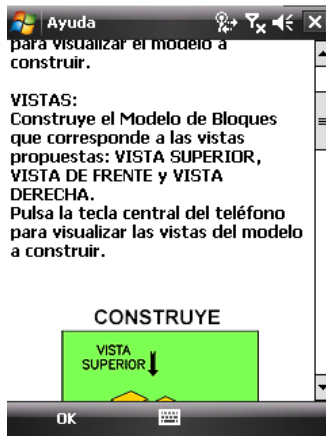 Ayuda
para visualizar el modelo a
construir.
VISTAS:
Construye el Modelo de Bloques
que corresponde a las vistas
propuestas: VISTA SUPERIOR,
VISTA DE FRENTE y VISTA
DERECHA.
Pulsa la tecla central del teléfono
para visualizar las vistas del modelo
a construir.
CONSTRUYE
VISTA
SUPERIOR
OK